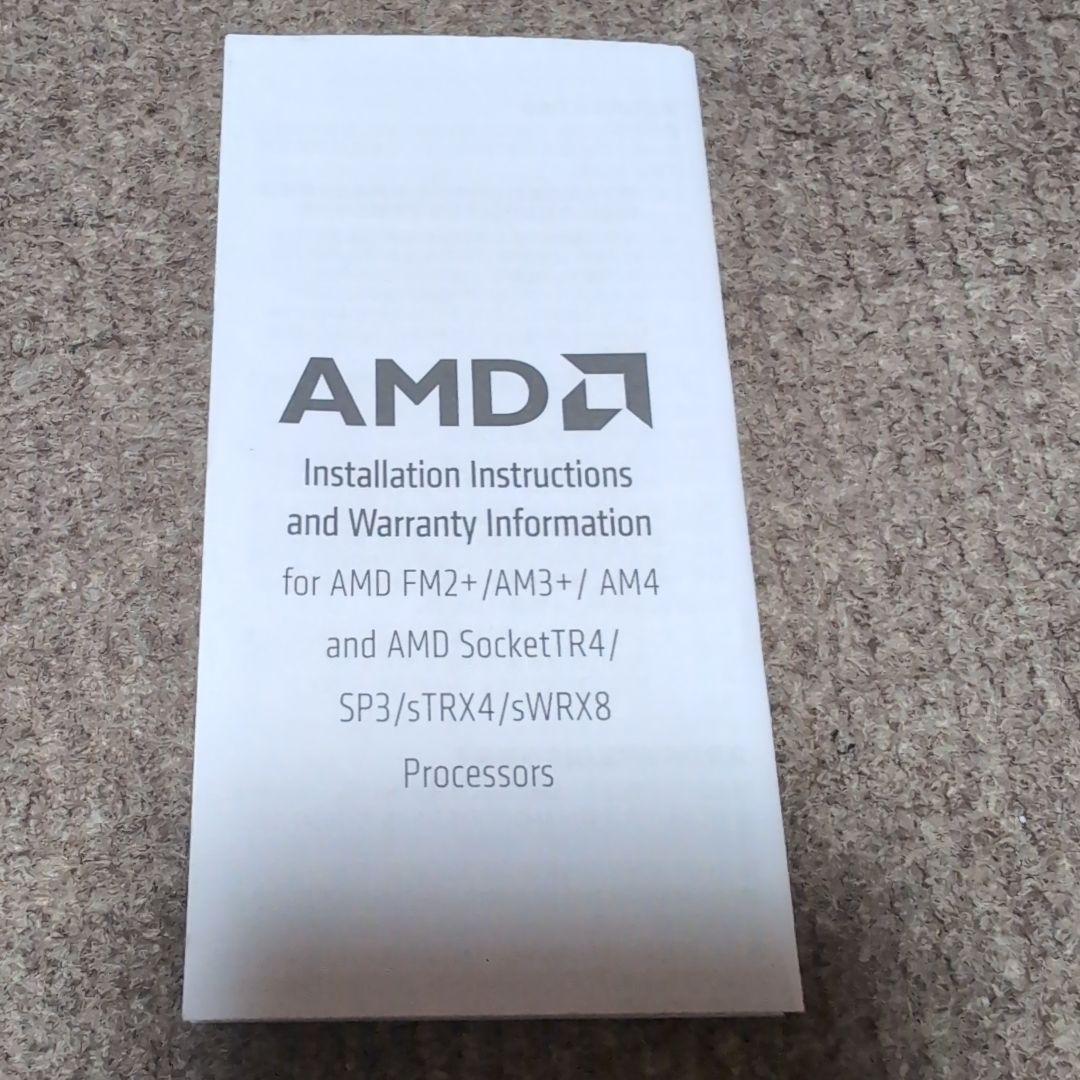 AMD
Installation Instructions
and Warranty Information
for AMD FM2+/AM3+/ AM4
and AMD SocketTR4/
SP3/sTRX4/sWRX8
Processors